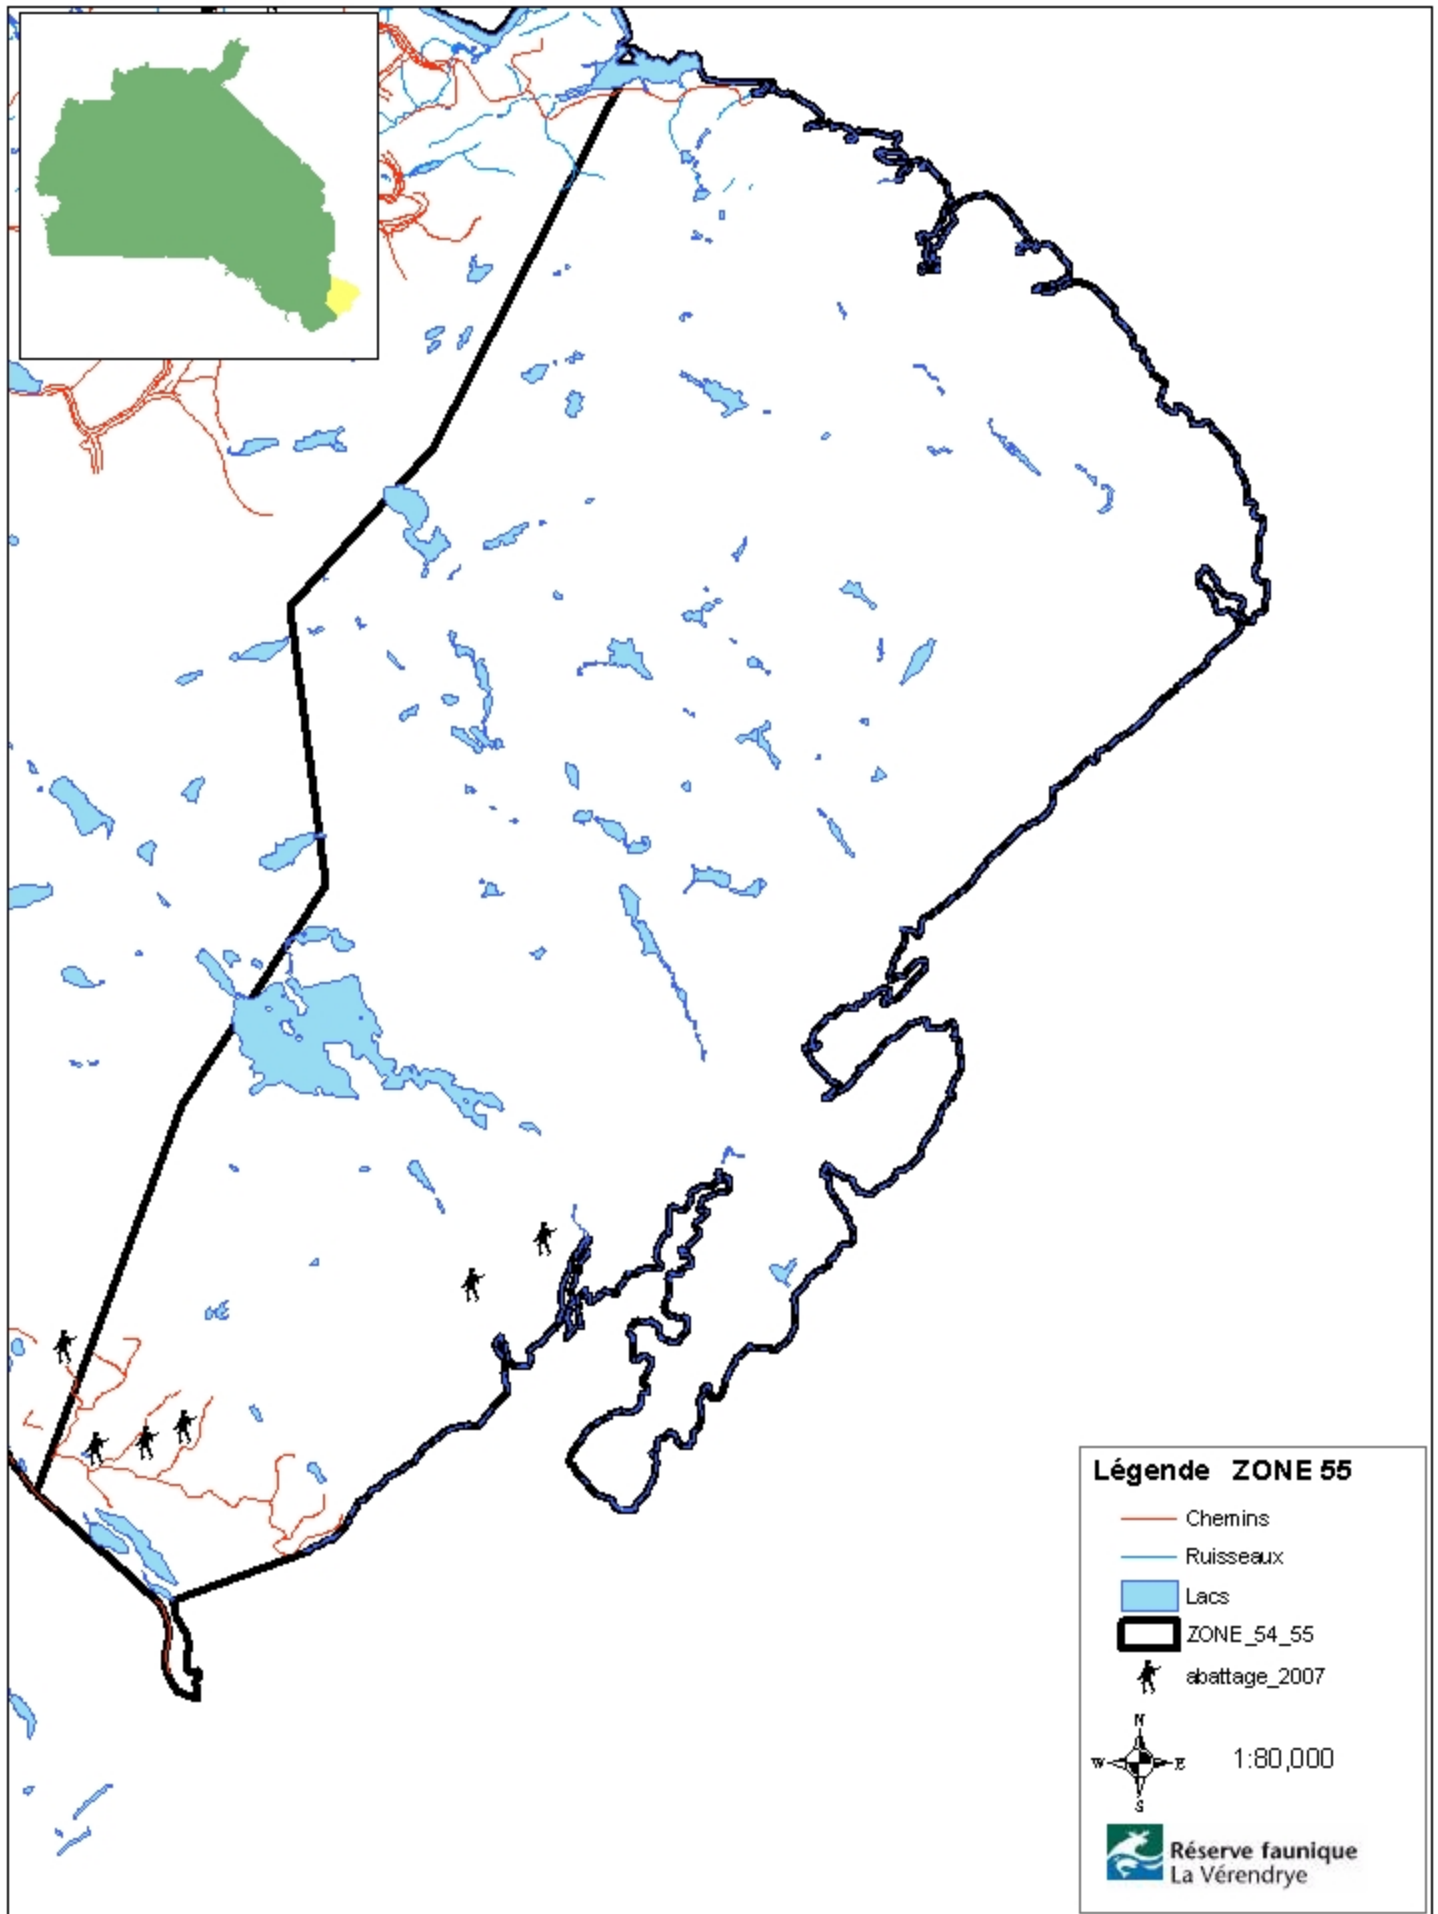 Légende ZONE 55
Chemins
Ruisseaux
Lacs
ZONE_54_55
abattage_2007
N
W E
S
1:80,000
Réserve faunique
La Vérendrye